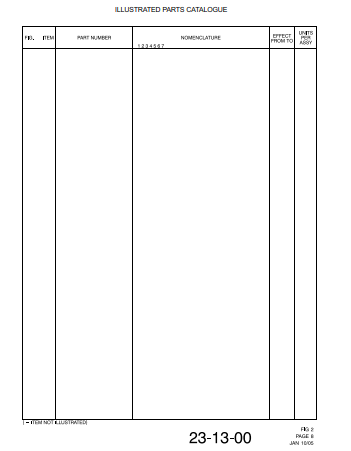 ILLUSTRATED PARTS CATALOGUE
FIG. ITEM PART NUMBER NOMENCLATURE EFFECT FROM TO UNITS PER ASSY
1 2 3 4 5 6 7
( – ITEM NOT ILLUSTRATED)
23-13-00
FIG 2
PAGE 8
JAN 10/05